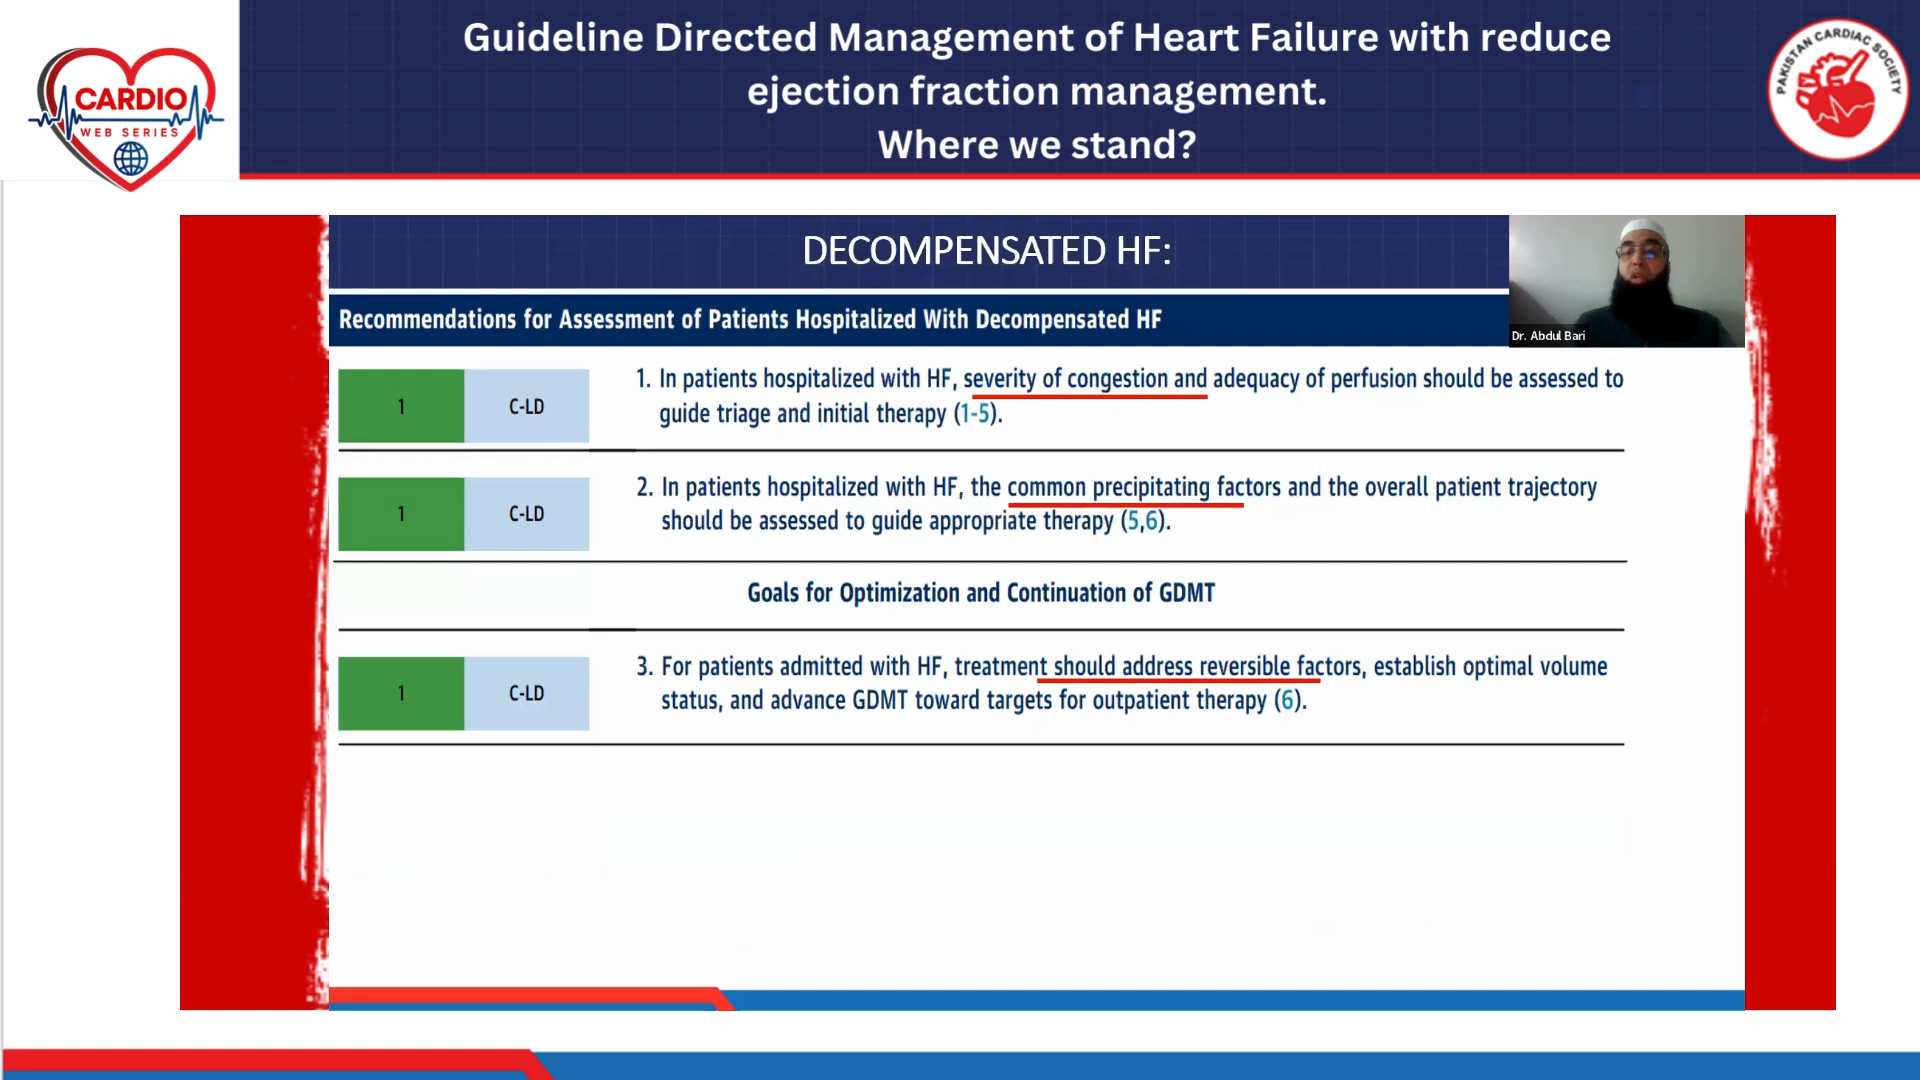 Guideline Directed Management of Heart Failure with reduce
ejection fraction management.
Where we stand?
CARDIO
WEB SERIES
PAKISTAN CARDIAC SOCIETY
DECOMPENSATED HF:
Dr. Abdul Bari
Recommendations for Assessment of Patients Hospitalized With Decompensated HF
1 C-LD
1. In patients hospitalized with HF, severity of congestion and adequacy of perfusion should be assessed to
guide triage and initial therapy (1-5).
1 C-LD
2. In patients hospitalized with HF, the common precipitating factors and the overall patient trajectory
should be assessed to guide appropriate therapy (5,6).
Goals for Optimization and Continuation of GDMT
1 C-LD
3. For patients admitted with HF, treatment should address reversible factors, establish optimal volume
status, and advance GDMT toward targets for outpatient therapy (6).